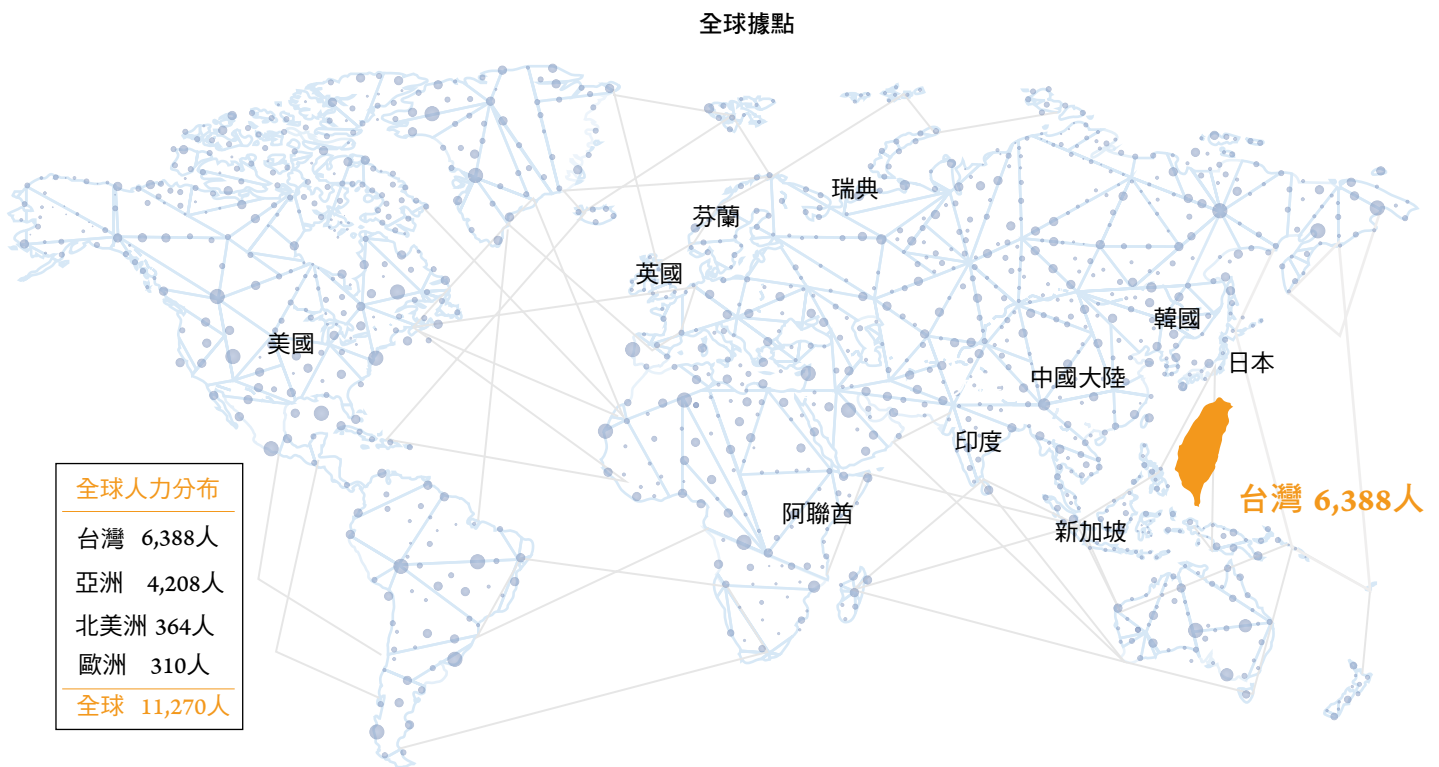 全球據點
瑞典
芬蘭
英國
韓國
美國
日本
中國大陸
印度
全球人力分布
台灣 6,388人
阿聯酋
新加坡
台灣 6,388人
亞洲 4,208人
北美洲 364人
歐洲 310人
全球 11,270人